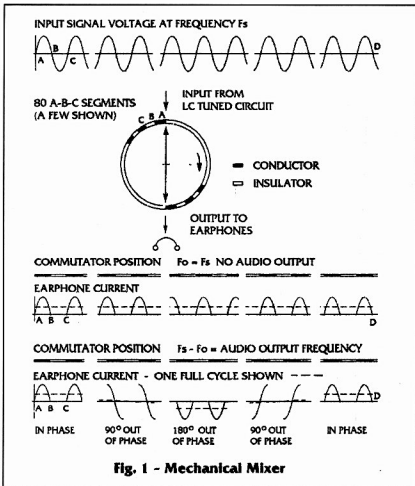 INPUT SIGNAL VOLTAGE AT FREQUENCY Fs
B D
A C
80 A-B-C SEGMENTS
(A FEW SHOWN)
C B A
INPUT FROM
LC TUNED CIRCUIT
CONDUCTOR
INSULATOR
OUTPUT TO
EARPHONES
COMMUTATOR POSITION Fo = Fs NO AUDIO OUTPUT
EARPHONE CURRENT
A B C D
COMMUTATOR POSITION Fs - Fo = AUDIO OUTPUT FREQUENCY
EARPHONE CURRENT - ONE FULL CYCLE SHOWN
A B C D
IN PHASE 90° OUT OF PHASE 180° OUT OF PHASE 90° OUT OF PHASE IN PHASE
Fig. 1 - Mechanical Mixer